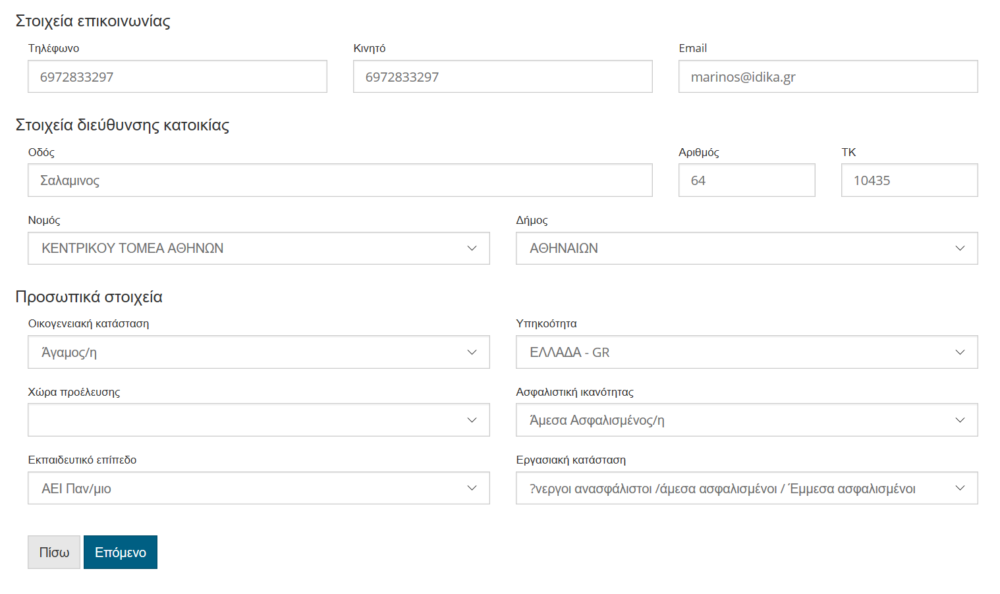 Στοιχεία επικοινωνίας
Τηλέφωνο Κινητό Email
6972833297 6972833297 marinos@idika.gr
Στοιχεία διεύθυνσης κατοικίας
Οδός Αριθμός ΤΚ
Σαλαμινος 64 10435
Νομός Δήμος
ΚΕΝΤΡΙΚΟΥ ΤΟΜΕΑ ΑΘΗΝΩΝ ΑΘΗΝΑΙΩΝ
Προσωπικά στοιχεία
Οικογενειακή κατάσταση Υπηκοότητα
Άγαμος/η ΕΛΛΑΔΑ - GR
Χώρα προέλευσης Ασφαλιστική ικανότητας
Άμεσα Ασφαλισμένος/η
Εκπαιδευτικό επίπεδο Εργασιακή κατάσταση
ΑΕΙ Παν/μιο ?νεργοι ανασφάλιστοι /άμεσα ασφαλισμένοι / Έμμεσα ασφαλισμένοι
Πίσω Επόμενο